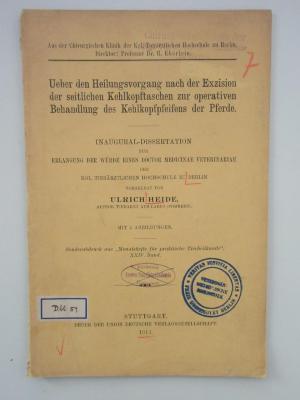 Aus der Chirurgischen Klinik der Kgl. Tierärztlichen Hochschule zu Berlin.
Direktor: Professor Dr. R. Eberlein.
7
Ueber den Heilungsvorgang nach der Exzision
der seitlichen Kehlkopftaschen zur operativen
Behandlung des Kehlkopfpfeifens der Pferde.
INAUGURAL-DISSERTATION
ZUR
ERLANGUNG DER WÜRDE EINES DOCTOR MEDICINAE VETERINARIAE
DER
KGL. TIERÄRZTLICHEN HOCHSCHULE ZU BERLIN
VORGELEGT VON
ULRICH HEIDE,
MIT 5 ABBILDUNGEN.
Sonderabdruck aus „Monatshefte für praktische Tierheilkunde“,
XXIV. Band.
STUTTGART.
DRUCK DER UNION DEUTSCHE VERLAGSGESELLSCHAFT.